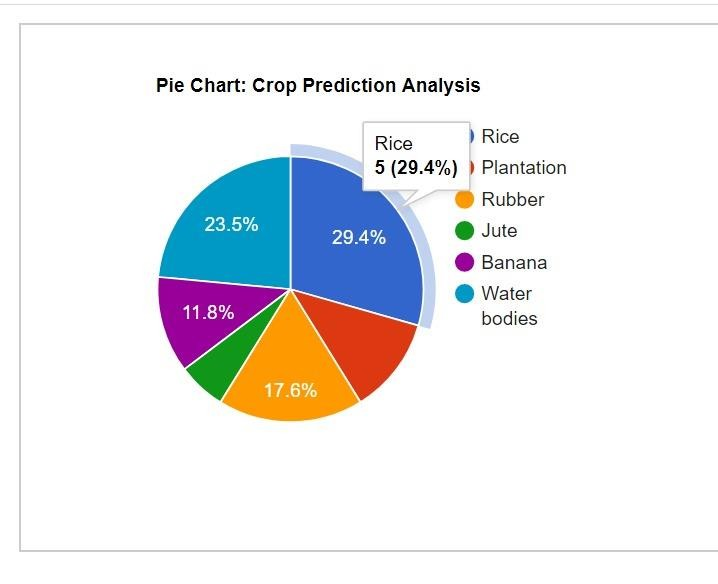 Pie Chart: Crop Prediction Analysis
Rice
5 (29.4%)
Rice
Plantation
Rubber
Jute
Banana
Water
bodies
23.5%
29.4%
11.8%
17.6%